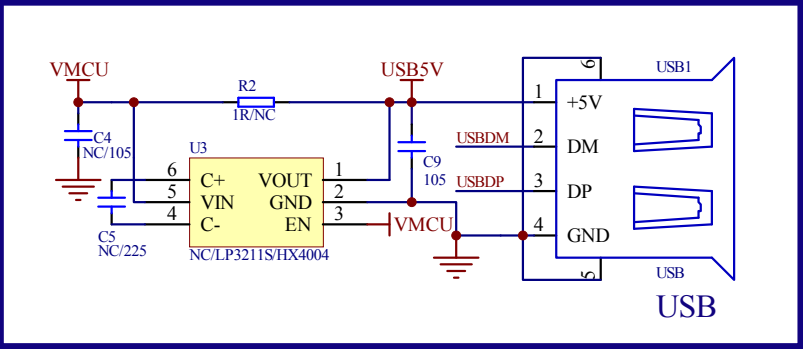 VMCU
USB5V
R2
1R/NC
USB1
6
1
+5V
C4
NC/105
U3
USBDM
2
DM
C9
105
6
C+
VOUT
1
5
VIN
GND
2
4
C-
EN
3
VMCU
USBDP
3
DP
4
GND
C5
NC/225
NC/LP3211S/HX4004
5
USB
USB